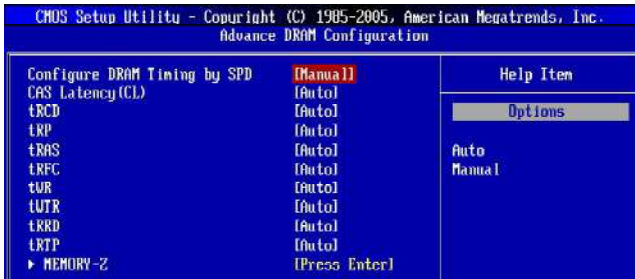 CMOS Setup Utility - Copyright (C) 1985-2005, American Megatrends, Inc.
Advance DRAM Configuration
Configure DRAM Timing by SPD [Manual] Help Item
CAS Latency(CL) [Auto]
tRCD [Auto] Options
tRP [Auto]
tRAS [Auto] Auto
tRFC [Auto] Manual
tWR [Auto]
tWTR [Auto]
tRRD [Auto]
tRTP [Auto]
▶ MEMORY-Z [Press Enter]